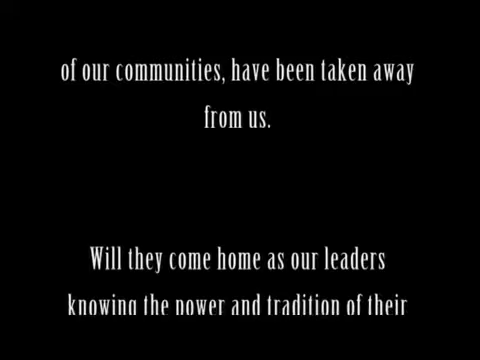 of our communities, have been taken away
from us.
Will they come home as our leaders
knowing the power and tradition of their